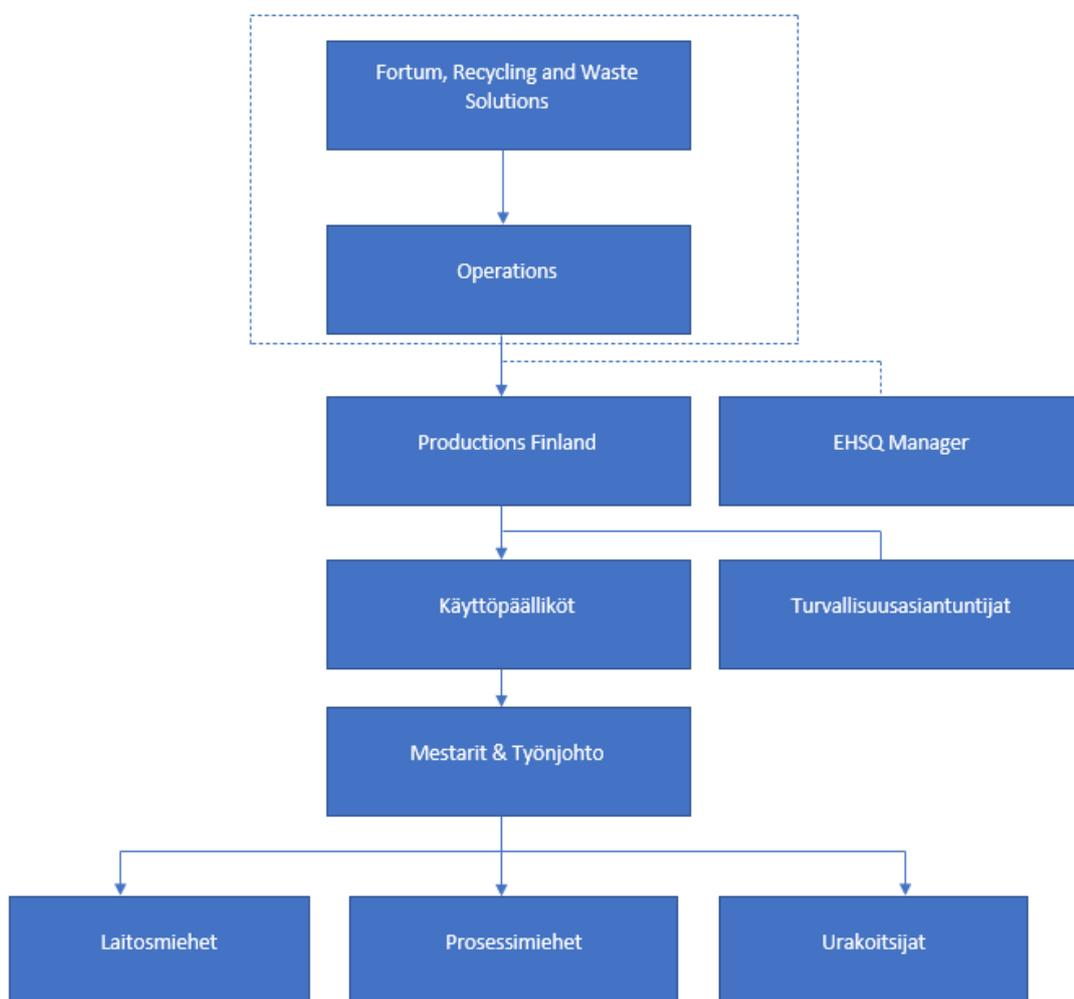 Fortum, Recycling and Waste
Solutions
Operations
Productions Finland
EHSQ Manager
Käyttöpäälliköt
Turvallisuusasiantuntijat
Mestarit & Työnjohto
Laitosmiehet
Prosessimiehet
Urakoitsijat